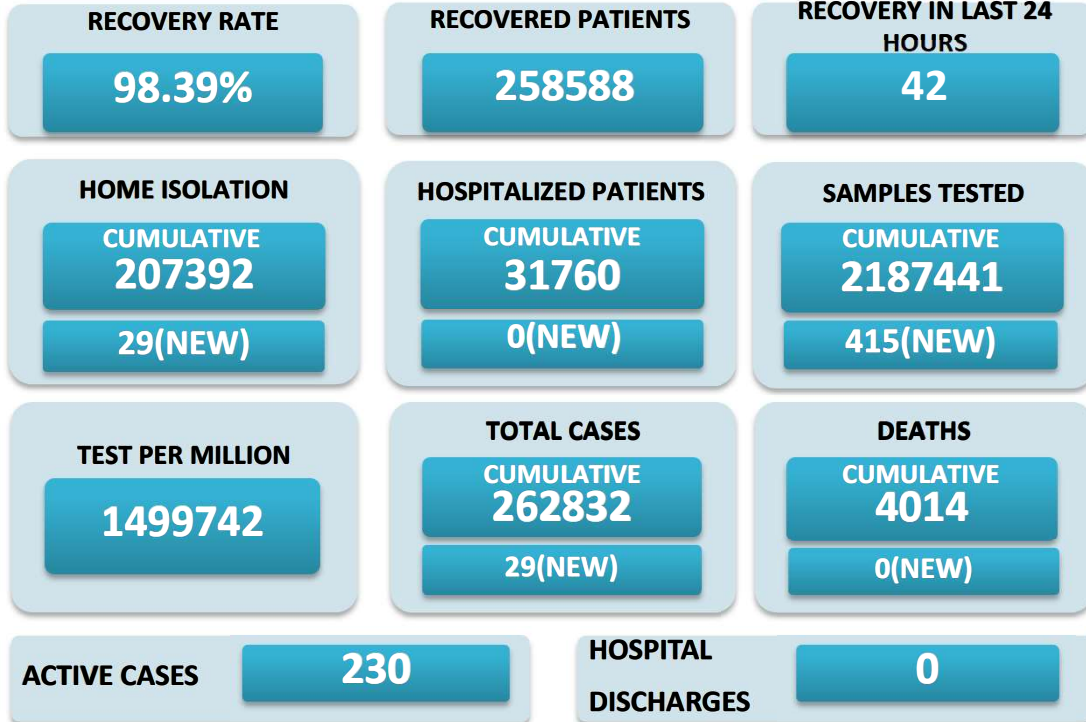 RECOVERY RATE
98.39%
RECOVERED PATIENTS
258588
RECOVERY IN LAST 24
HOURS
42
HOME ISOLATION
CUMULATIVE
207392
29(NEW)
HOSPITALIZED PATIENTS
CUMULATIVE
31760
0(NEW)
SAMPLES TESTED
CUMULATIVE
2187441
415(NEW)
TEST PER MILLION
1499742
TOTAL CASES
CUMULATIVE
262832
29(NEW)
DEATHS
CUMULATIVE
4014
0(NEW)
ACTIVE CASES
230
HOSPITAL
DISCHARGES
0